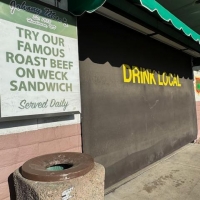 TRY OUR
FAMOUS
ROAST BEEF
ON WECK
SANDWICH
Served Daily
DRINK LOCAL